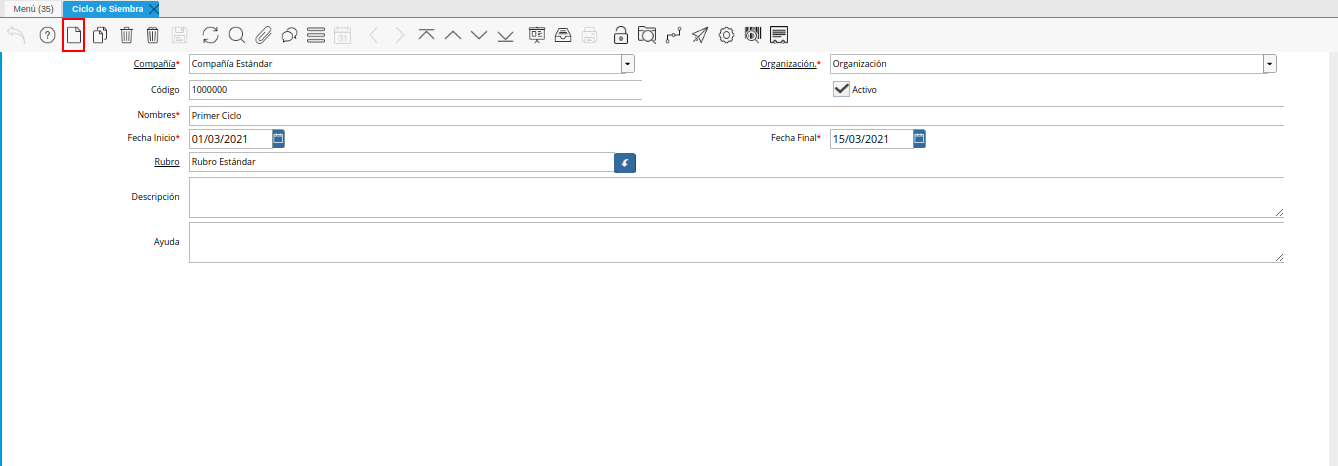 Menú (35) Ciclo de Siembra
31
Compañía* Compañía Estándar Organización.* Organización
Código 1000000 Activo
Nombres* Primer Ciclo
Fecha Inicio* 01/03/2021 Fecha Final* 15/03/2021
Rubro Rubro Estándar
Descripción
Ayuda